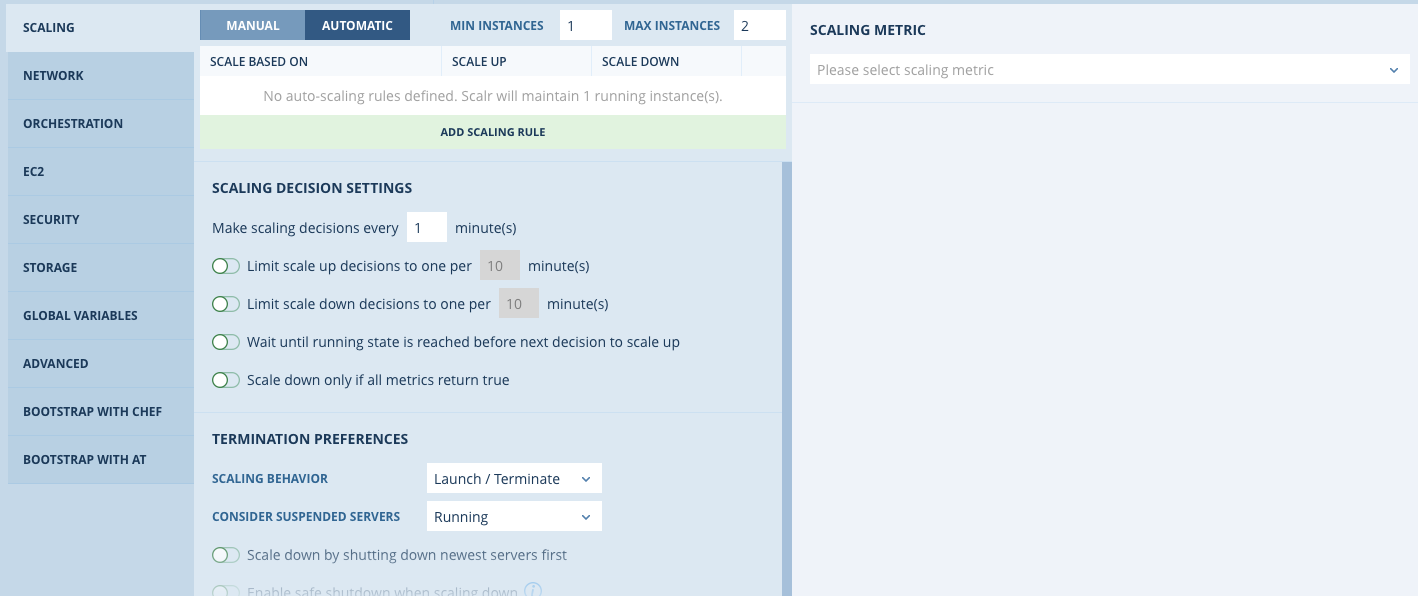 SCALING
NETWORK
ORCHESTRATION
EC2
SECURITY
STORAGE
GLOBAL VARIABLES
ADVANCED
BOOTSTRAP WITH CHEF
BOOTSTRAP WITH AT
MANUAL AUTOMATIC MIN INSTANCES 1 MAX INSTANCES 2
SCALE BASED ON SCALE UP SCALE DOWN
No auto-scaling rules defined. Scalr will maintain 1 running instance(s).
ADD SCALING RULE
SCALING DECISION SETTINGS
Make scaling decisions every 1 minute(s)
Limit scale up decisions to one per 10 minute(s)
Limit scale down decisions to one per 10 minute(s)
Wait until running state is reached before next decision to scale up
Scale down only if all metrics return true
TERMINATION PREFERENCES
SCALING BEHAVIOR Launch / Terminate
CONSIDER SUSPENDED SERVERS Running
Scale down by shutting down newest servers first
Enable safe shutdown when scaling down i
SCALING METRIC
Please select scaling metric